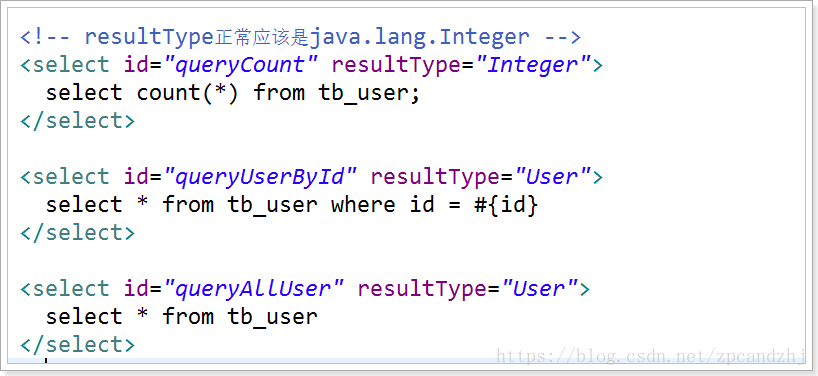 <!-- resultType正常应该是java.lang.Integer -->
<select id="queryCount" resultType="Integer">
  select count(*) from tb_user;
</select>

<select id="queryUserById" resultType="User">
  select * from tb_user where id = #{id}
</select>

<select id="queryAllUser" resultType="User">
  select * from tb_user
</select>
https://blog.csdn.net/zpcandzhj